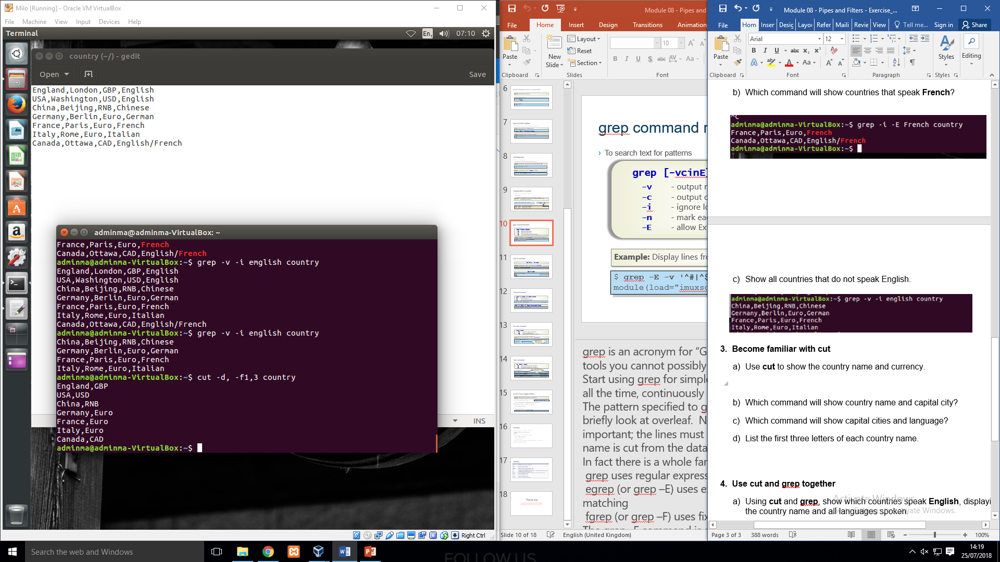 Milo [Running] - Oracle VM VirtualBox
File Machine View Input Devices Help
Terminal
En1
07:10
country (~/) - gedit
Open
Save
England,London,GBP,English
USA,Washington,USD,English
China,Beijing,RNB,Chinese
Germany,Berlin,Euro,German
France,Paris,Euro,French
Italy,Rome,Euro,Italian
Canada,Ottawa,CAD,English/French
INS
adminma@adminma-VirtualBox: ~
France,Paris,Euro,French
Canada,Ottawa,CAD,English/French
adminma@adminma-VirtualBox:~$ grep -v -i emglish country
England,London,GBP,English
USA,Washington,USD,English
China,Beijing,RNB,Chinese
Germany,Berlin,Euro,German
France,Paris,Euro,French
Italy,Rome,Euro,Italian
Canada,Ottawa,CAD,English/French
adminma@adminma-VirtualBox:~$ grep -v -i english country
China,Beijing,RNB,Chinese
Germany,Berlin,Euro,German
France,Paris,Euro,French
Italy,Rome,Euro,Italian
adminma@adminma-VirtualBox:~$ cut -d, -f1,3 country
England,GBP
USA,USD
China,RNB
Germany,Euro
France,Euro
Italy,Euro
Canada,CAD
adminma@adminma-VirtualBox:~$
Right Ctrl
Module 08 - Pipes and
File Home Insert Design Transitions Animation
Paste
New Slide
Layout
Reset
Section
10
Clipboard Slides Font
6
7
8
9
10
11
12
13
14
15
16
17
18
Thank you
grep command
To search text for patterns
grep [-vcinE]
-v - output
-c - output
-i - ignore
-n - mark
-E - allow
Example: Display lines
$ grep -E -v '^#|^$
module(load="imuxso
grep is an acronym for “G
tools you cannot possibly
Start using grep for simpl
all the time, continuously
The pattern specified to g
briefly look at overleaf. N
important; the lines must
name is cut from the data
In fact there is a whole fa
grep uses regular express
egrep (or grep –E) uses e
matching
fgrep (or grep –F) uses fix
Slide 10 of 18 English (United Kingdom)
Module 08 - Pipes and Filters - Exercise_...
File Hom Inser Desig Layou Refer Maili Revie View Tell me... Sign in Share
Paste
Arial 12
Styles
Editing
Clipboard Font Paragraph Styles
b) Which command will show countries that speak French?
^C
adminma@adminma-VirtualBox:~$ grep -i -E French country
France,Paris,Euro,French
Canada,Ottawa,CAD,English/French
adminma@adminma-VirtualBox:~$
c) Show all countries that do not speak English.
adminma@adminma-VirtualBox:~$ grep -v -i english country
China,Beijing,RNB,Chinese
Germany,Berlin,Euro,German
France,Paris,Euro,French
Italy,Rome,Euro,Italian
3. Become familiar with cut
a) Use cut to show the country name and currency.
b) Which command will show country name and capital city?
c) Which command will show capital cities and language?
d) List the first three letters of each country name.
4. Use cut and grep together
a) Using cut and grep, show which countries speak English, displayi
the country name and all languages spoken.
Activate Windows
Page 3 of 3 388 words 100%
Search the web and Windows
FOLLOW US
14:19
25/07/2018